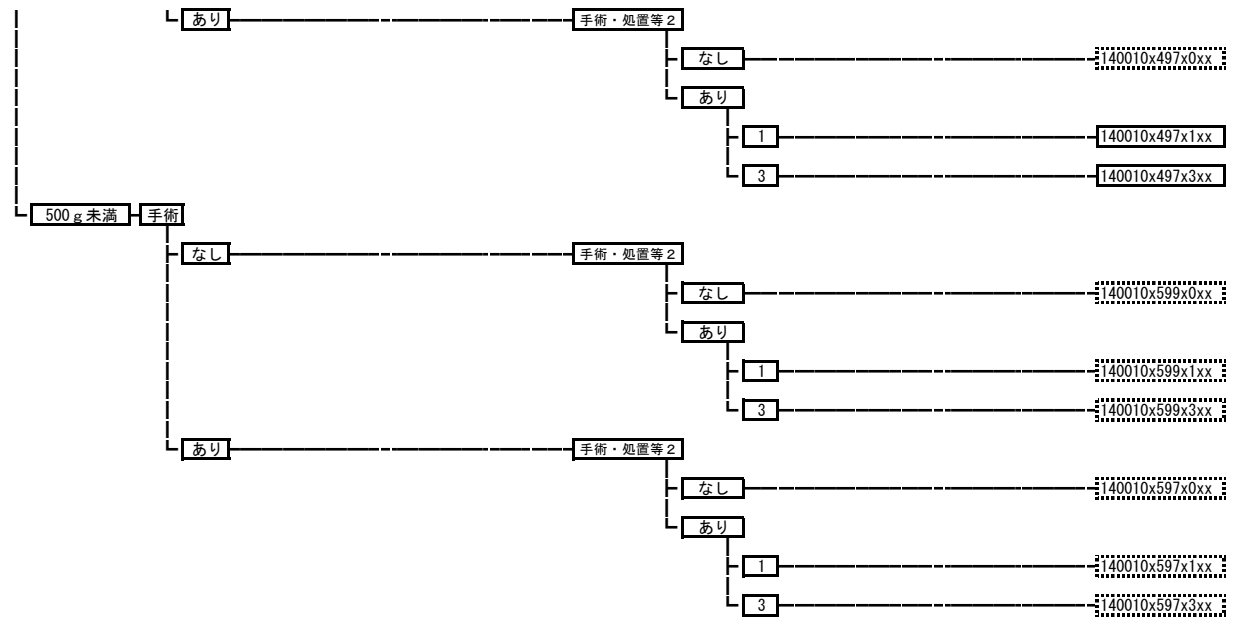 あり 手術・処置等２
なし 140010x497x0xx
あり
1 140010x497x1xx
3 140010x497x3xx
500ｇ未満 手術
なし 手術・処置等２
なし 140010x599x0xx
あり
1 140010x599x1xx
3 140010x599x3xx
あり 手術・処置等２
なし 140010x597x0xx
あり
1 140010x597x1xx
3 140010x597x3xx